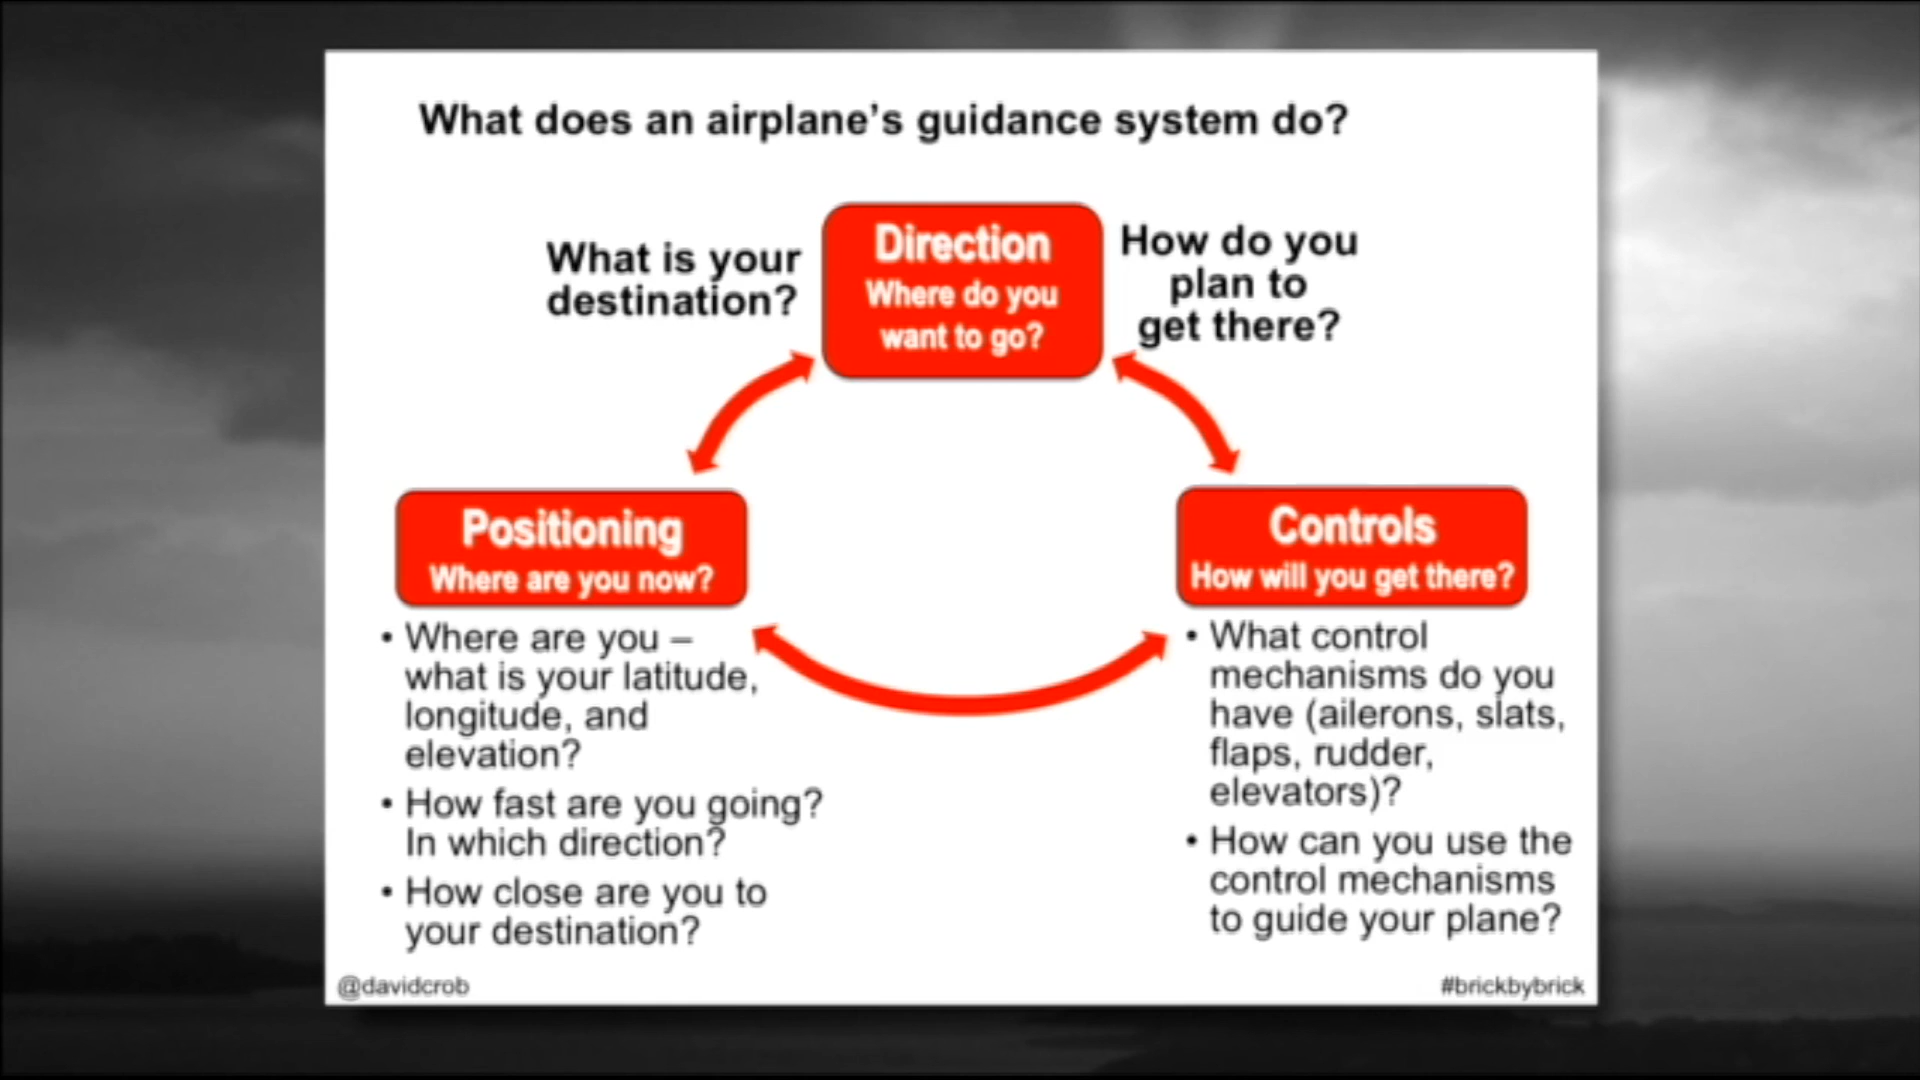 What does an airplane’s guidance system do?
What is your
destination?
Direction
Where do you
want to go?
How do you
plan to
get there?
Positioning
Where are you now?
• Where are you –
what is your latitude,
longitude, and
elevation?
• How fast are you going?
In which direction?
• How close are you to
your destination?
Controls
How will you get there?
• What control
mechanisms do you
have (ailerons, slats,
flaps, rudder,
elevators)?
• How can you use the
control mechanisms
to guide your plane?
@davidcrob
#brickbybrick